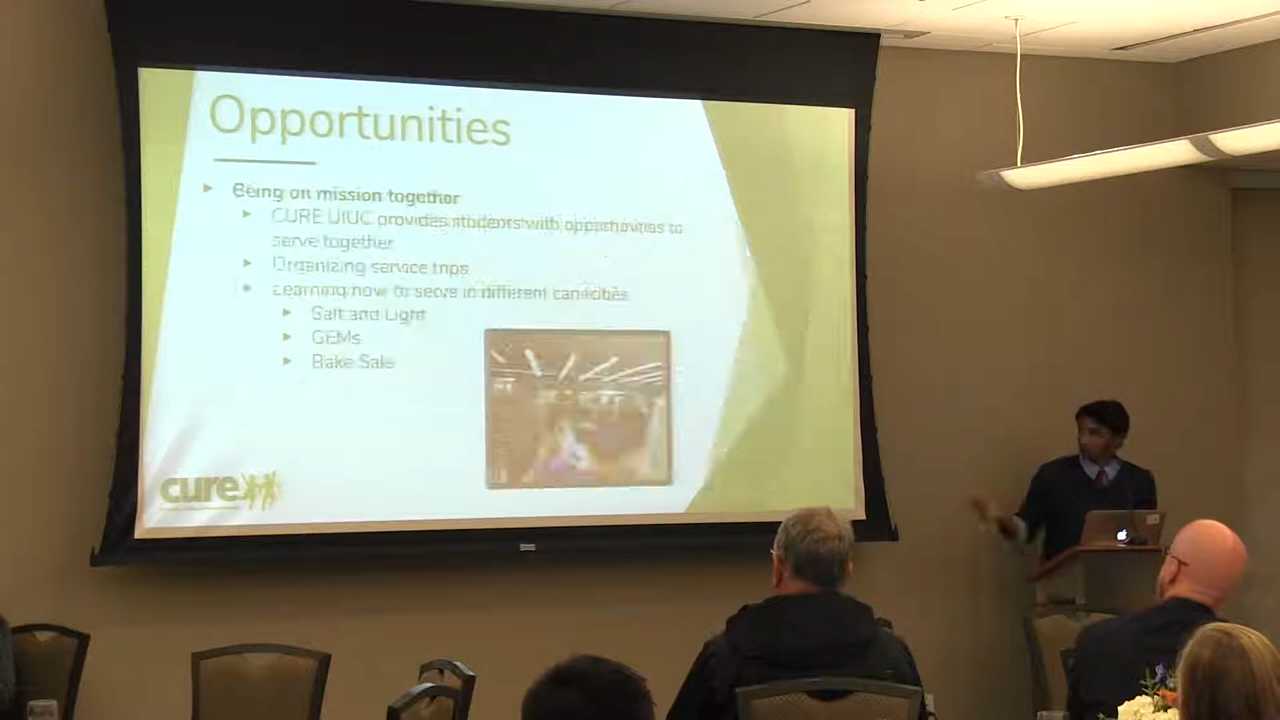 Opportunities
Being on mission together
CURE UIUC provides students with opportunities to
serve together
Organizing service trips
Learning how to serve in different capacities
Salt and Light
GEMs
Bake Sale
cure